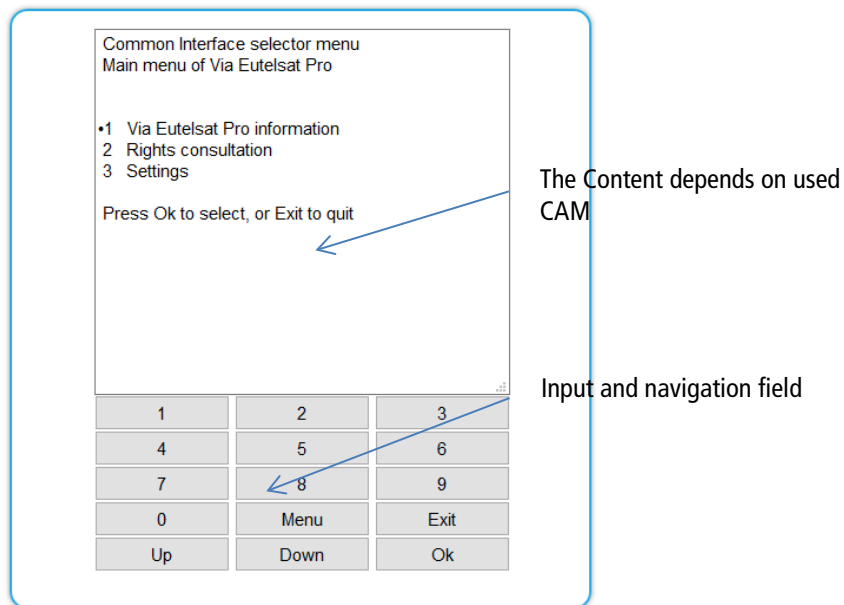 Common Interface selector menu
Main menu of Via Eutelsat Pro
•1 Via Eutelsat Pro information
2 Rights consultation
3 Settings
Press Ok to select, or Exit to quit
The Content depends on used
CAM
Input and navigation field
1 2 3
4 5 6
7 8 9
0 Menu Exit
Up Down Ok